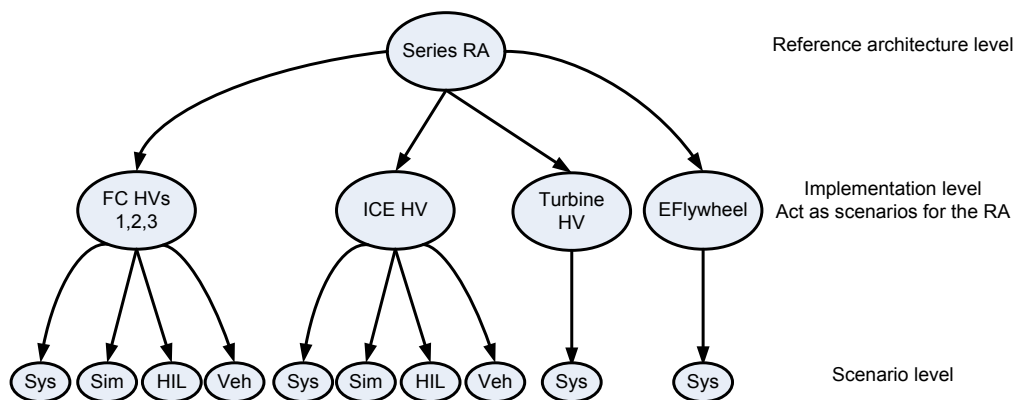 Series RA
Reference architecture level
FC HVs
1,2,3
ICE HV
Turbine
HV
EFlywheel
Implementation level
Act as scenarios for the RA
Sys
Sim
HIL
Veh
Sys
Sim
HIL
Veh
Sys
Sys
Scenario level